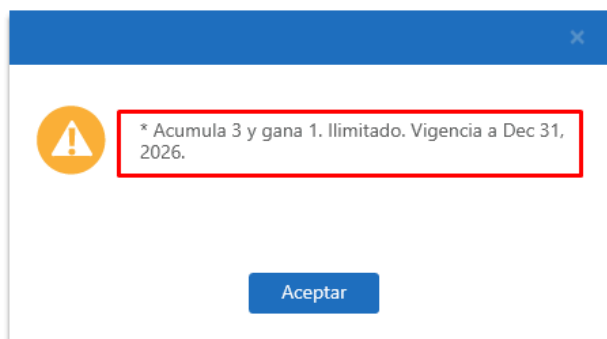 * Acumula 3 y gana 1. Ilimitado. Vigencia a Dec 31,
2026.
Aceptar